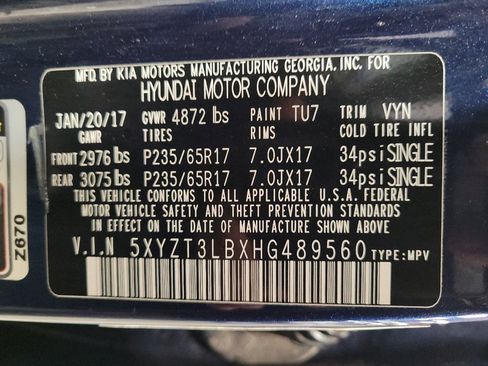 MFD. BY KIA MOTORS MANUFACTURING GEORGIA, INC. FOR
HYUNDAI MOTOR COMPANY
JAN/20/17 GVWR 4872 lbs PAINT TU7 TRIM VYN
GAWR TIRES RIMS COLD TIRE INFL
FRONT 2976 lbs P235/65R17 7.0JX17 34psi SINGLE
REAR 3075 lbs P235/65R17 7.0JX17 34psi SINGLE
THIS VEHICLE CONFORMS TO ALL APPLICABLE U.S.A. FEDERAL
MOTOR VEHICLE SAFETY AND THEFT PREVENTION STANDARDS
IN EFFECT ON THE DATE OF MANUFACTURE SHOWN ABOVE.
V.I.N 5XYZT3LBXHG489560 TYPE:MPV
Z670